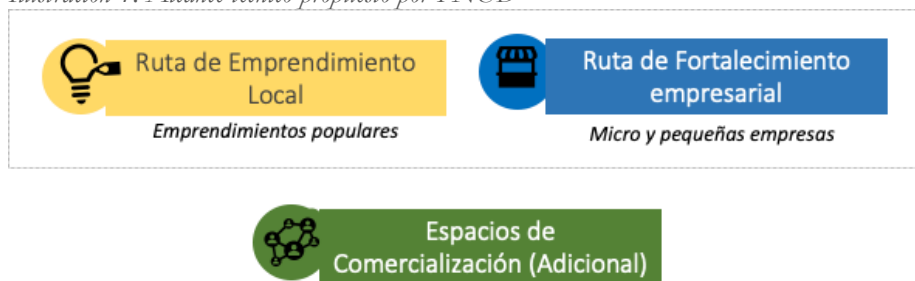 Ruta de Emprendimiento
Local
Emprendimientos populares
Ruta de Fortalecimiento
empresarial
Micro y pequeñas empresas
Espacios de
Comercialización (Adicional)